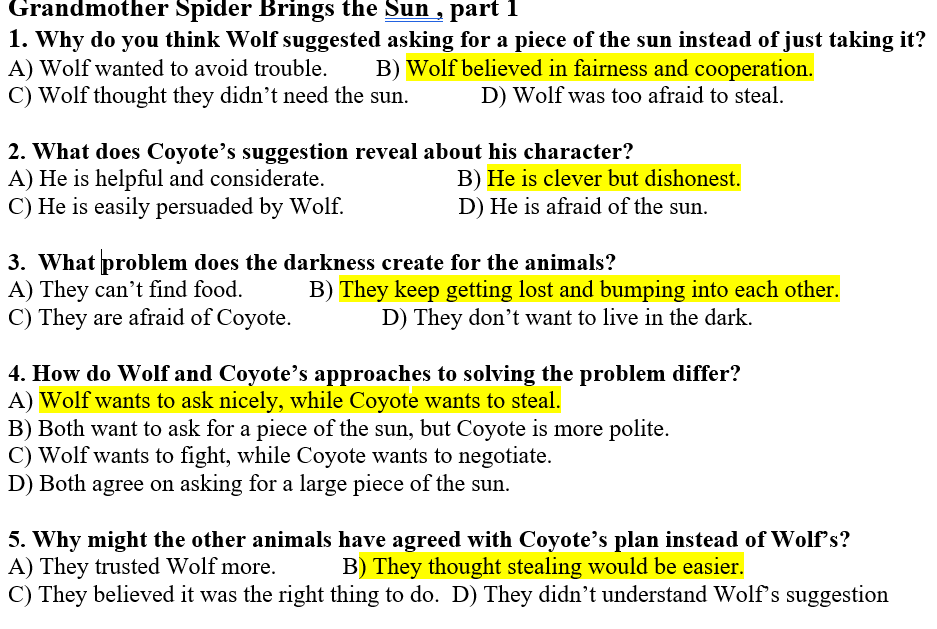 Grandmother Spider Brings the Sun , part 1
1. Why do you think Wolf suggested asking for a piece of the sun instead of just taking it?
A) Wolf wanted to avoid trouble. B) Wolf believed in fairness and cooperation.
C) Wolf thought they didn’t need the sun. D) Wolf was too afraid to steal.
2. What does Coyote’s suggestion reveal about his character?
A) He is helpful and considerate. B) He is clever but dishonest.
C) He is easily persuaded by Wolf. D) He is afraid of the sun.
3. What problem does the darkness create for the animals?
A) They can’t find food. B) They keep getting lost and bumping into each other.
C) They are afraid of Coyote. D) They don’t want to live in the dark.
4. How do Wolf and Coyote’s approaches to solving the problem differ?
A) Wolf wants to ask nicely, while Coyote wants to steal.
B) Both want to ask for a piece of the sun, but Coyote is more polite.
C) Wolf wants to fight, while Coyote wants to negotiate.
D) Both agree on asking for a large piece of the sun.
5. Why might the other animals have agreed with Coyote’s plan instead of Wolf’s?
A) They trusted Wolf more. B) They thought stealing would be easier.
C) They believed it was the right thing to do. D) They didn’t understand Wolf’s suggestion